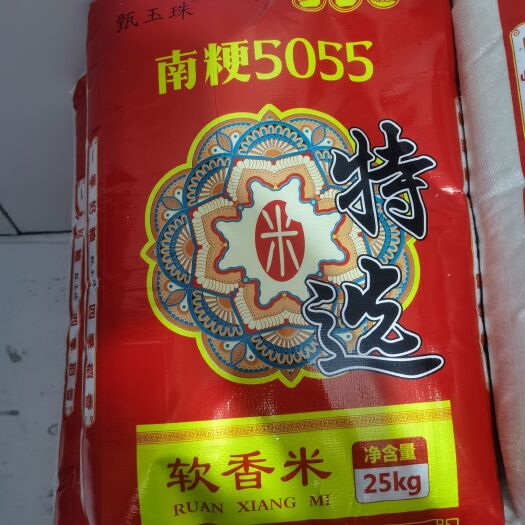 甄玉珠
南粳5055
米
特选
软香米
RUAN XIANG MI
净含量
25kg